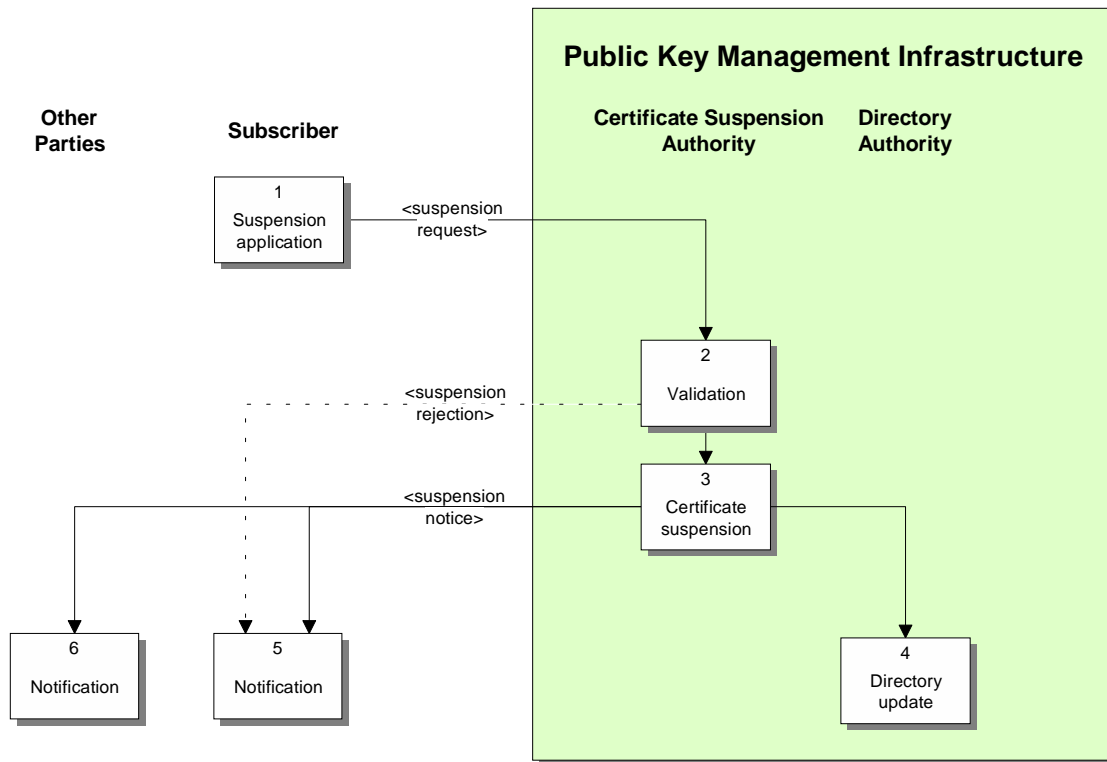 Public Key Management Infrastructure
Other
Parties
Subscriber
Certificate Suspension
Authority
Directory
Authority
1
Suspension
application
<suspension
request>
2
Validation
<suspension
rejection>
3
Certificate
suspension
<suspension
notice>
6
Notification
5
Notification
4
Directory
update